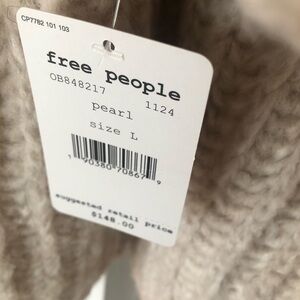 CP7782 101 103
free people
OB848217 1124
pearl
size L
1 90380 70867 9
suggested retail price
$148.00